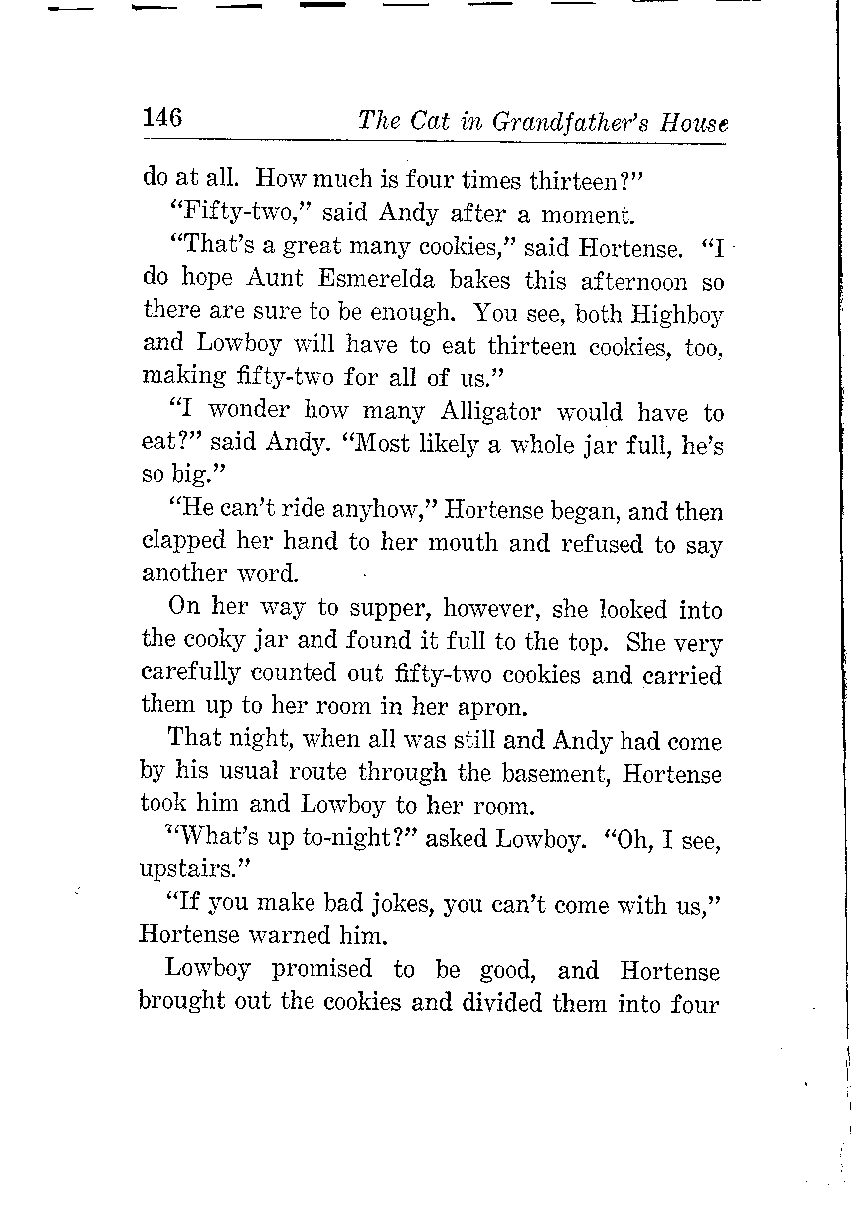 146 The Cat in Grandfather's House
do at all. How much is four times thirteen?”
“Fifty-two,” said Andy after a moment.
“That’s a great many cookies,” said Hortense. “I
do hope Aunt Esmerelda bakes this afternoon so
there are sure to be enough. You see, both Highboy
and Lowboy will have to eat thirteen cookies, too,
making fifty-two for all of us.”
“I wonder how many Alligator would have to
eat?” said Andy. “Most likely a whole jar full, he’s
so big.”
“He can’t ride anyhow,” Hortense began, and then
clapped her hand to her mouth and refused to say
another word.
On her way to supper, however, she looked into
the cooky jar and found it full to the top. She very
carefully counted out fifty-two cookies and carried
them up to her room in her apron.
That night, when all was still and Andy had come
by his usual route through the basement, Hortense
took him and Lowboy to her room.
“What’s up to-night?” asked Lowboy. “Oh, I see,
upstairs.”
“If you make bad jokes, you can’t come with us,”
Hortense warned him.
Lowboy promised to be good, and Hortense
brought out the cookies and divided them into four